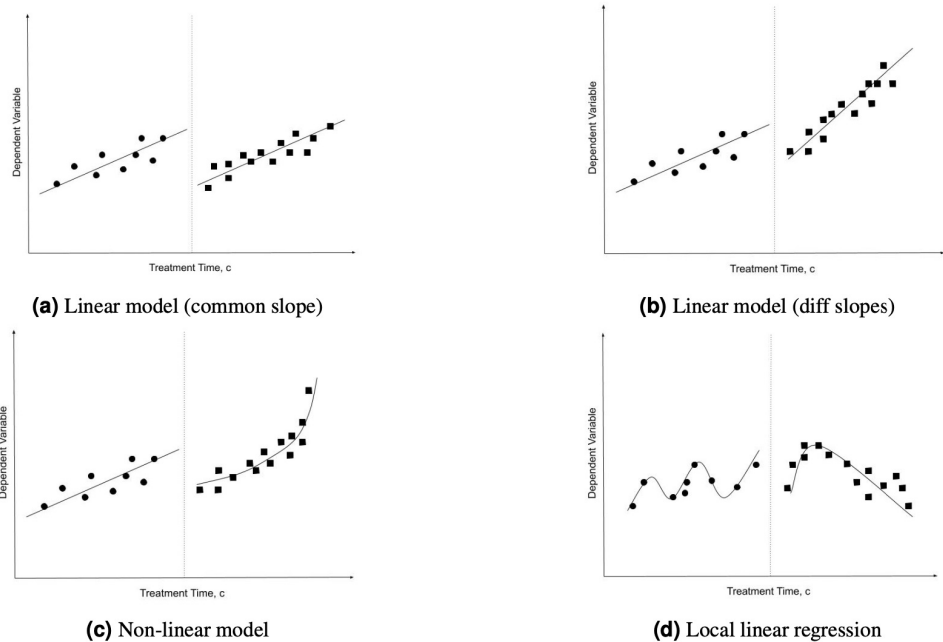 Dependent Variable
Treatment Time, c
(a) Linear model (common slope)
Dependent Variable
Treatment Time, c
(b) Linear model (diff slopes)
Dependent Variable
Treatment Time, c
(c) Non-linear model
Dependent Variable
Treatment Time, c
(d) Local linear regression